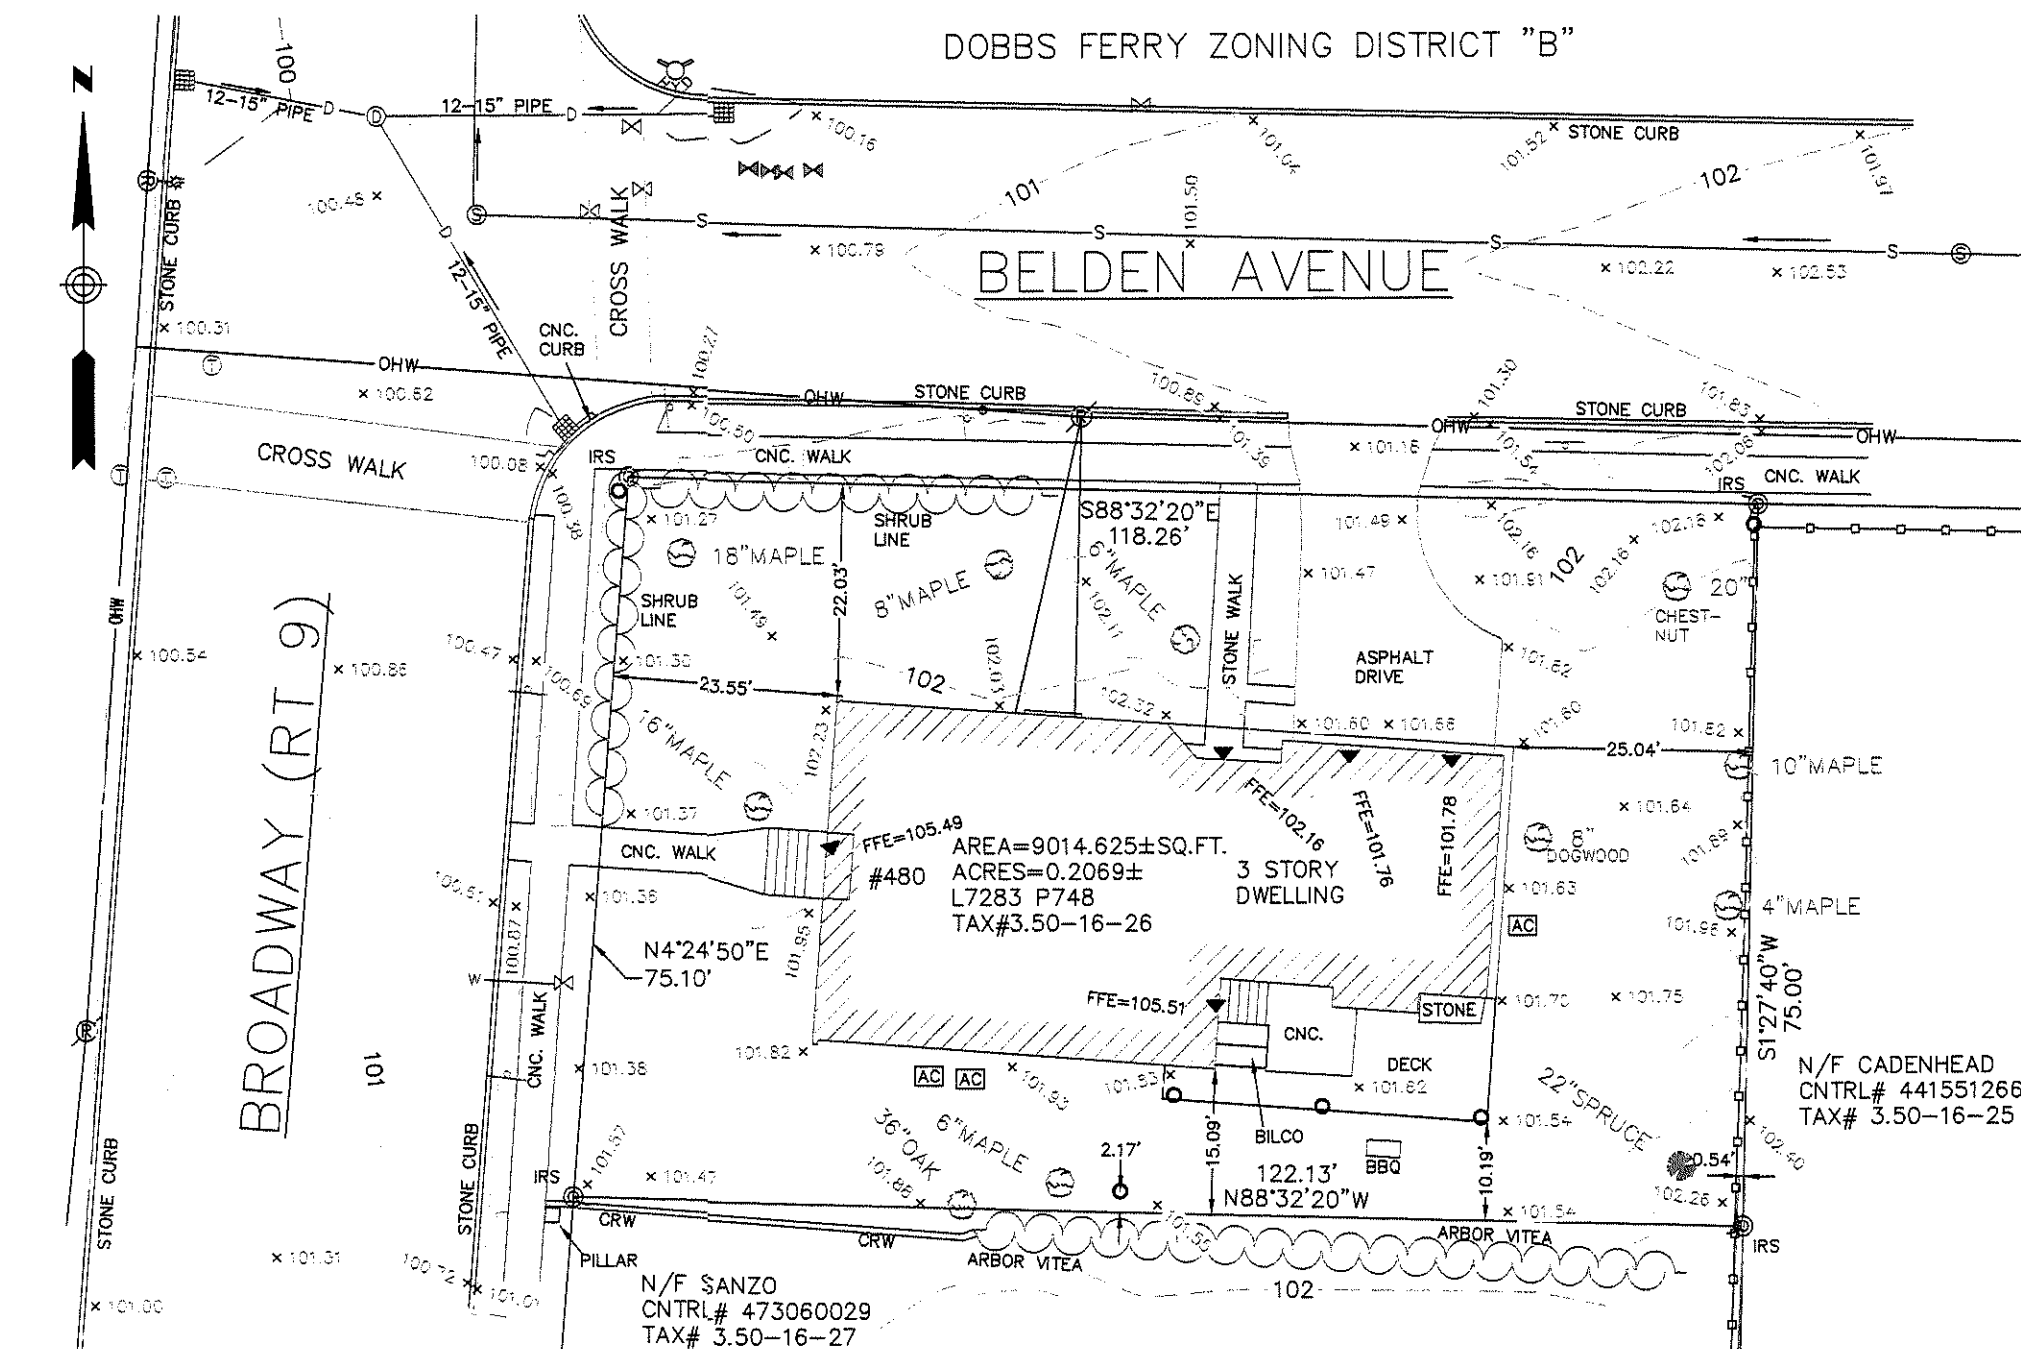 DOBBS FERRY ZONING DISTRICT "B"
N
100
12-15" PIPE
D
D
12-15" PIPE
D
100.16
101.04
101.52
STONE CURB
101.97
100.48
STONE CURB
CROSS WALK
S
S
101
101.50
102
S
S
S
S
D
100.79
BELDEN AVENUE
102.22
102.53
12-15" PIPE
100.31
CNC.
CURB
OHW
100.62
100.27
OHW
STONE CURB
100.89
101.30
STONE CURB
101.83
100.50
101.39
101.18
OHW
101.54
102.08
OHW
CROSS WALK
100.08
IRS
CNC. WALK
IRS
CNC. WALK
100.38
101.27
SHRUB
LINE
S88°32'20"E
118.26'
101.49
102.16
102.16
102.16
18"MAPLE
8"MAPLE
6"MAPLE
22.03'
101.49
102.11
STONE WALK
101.47
101.91
102
20"
CHEST-
NUT
OHW
SHRUB
LINE
BROADWAY (RT 9)
100.54
100.86
100.47
100.69
101.30
23.55'
102
102.03
102.32
ASPHALT
DRIVE
101.62
101.60
101.66
101.60
101.82
25.04'
16"MAPLE
10"MAPLE
101.37
FFE=105.49
FFE=102.16
FFE=101.76
FFE=101.78
101.64
101.69
8"
DOGWOOD
CNC. WALK
#480
AREA=9014.625±SQ.FT.
ACRES=0.2069±
L7283 P748
TAX#3.50-16-26
3 STORY
DWELLING
101.63
AC
4"MAPLE
101.96
100.61
100.87
101.36
101.95
N4°24'50"E
75.10'
W
S1°27'40"W
75.00'
FFE=105.51
STONE
101.70
101.75
CNC. WALK
CNC.
DECK
101
101.38
101.82
AC
AC
101.93
101.53
101.62
N/F CADENHEAD
CNTRL# 441551266
TAX# 3.50-16-25
22"SPRUCE
101.54
102.40
36"OAK
6"MAPLE
BILCO
BBQ
STONE CURB
STONE CURB
IRS
101.57
101.47
101.86
2.17'
15.09'
122.13'
N88°32'20"W
10.19'
0.54'
102.26
101.54
CRW
CRW
101.50
ARBOR VITEA
ARBOR VITEA
IRS
PILLAR
101.31
100.72
101.01
101.00
102
N/F SANZO
CNTRL# 473060029
TAX# 3.50-16-27